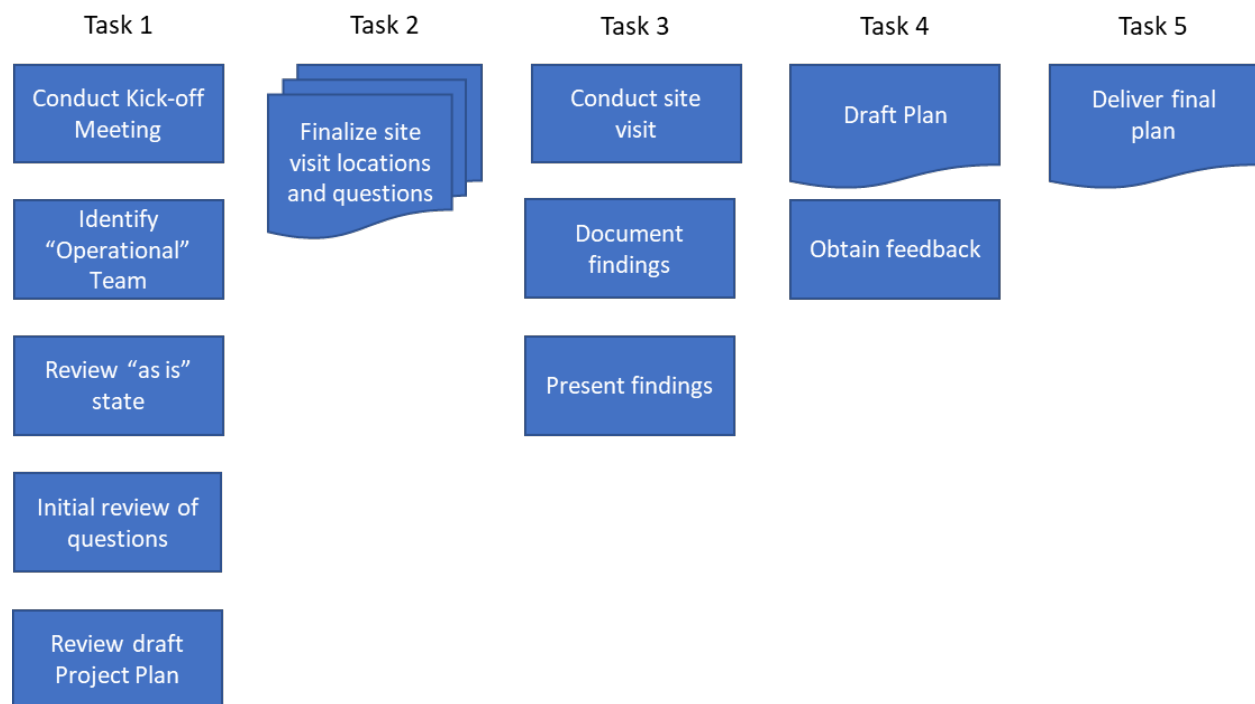 Task 1
Task 2
Task 3
Task 4
Task 5
Conduct Kick-off
Meeting
Identify
“Operational”
Team
Review “as is”
state
Initial review of
questions
Review draft
Project Plan
Finalize site
visit locations
and questions
Conduct site
visit
Document
findings
Present findings
Draft Plan
Obtain feedback
Deliver final
plan